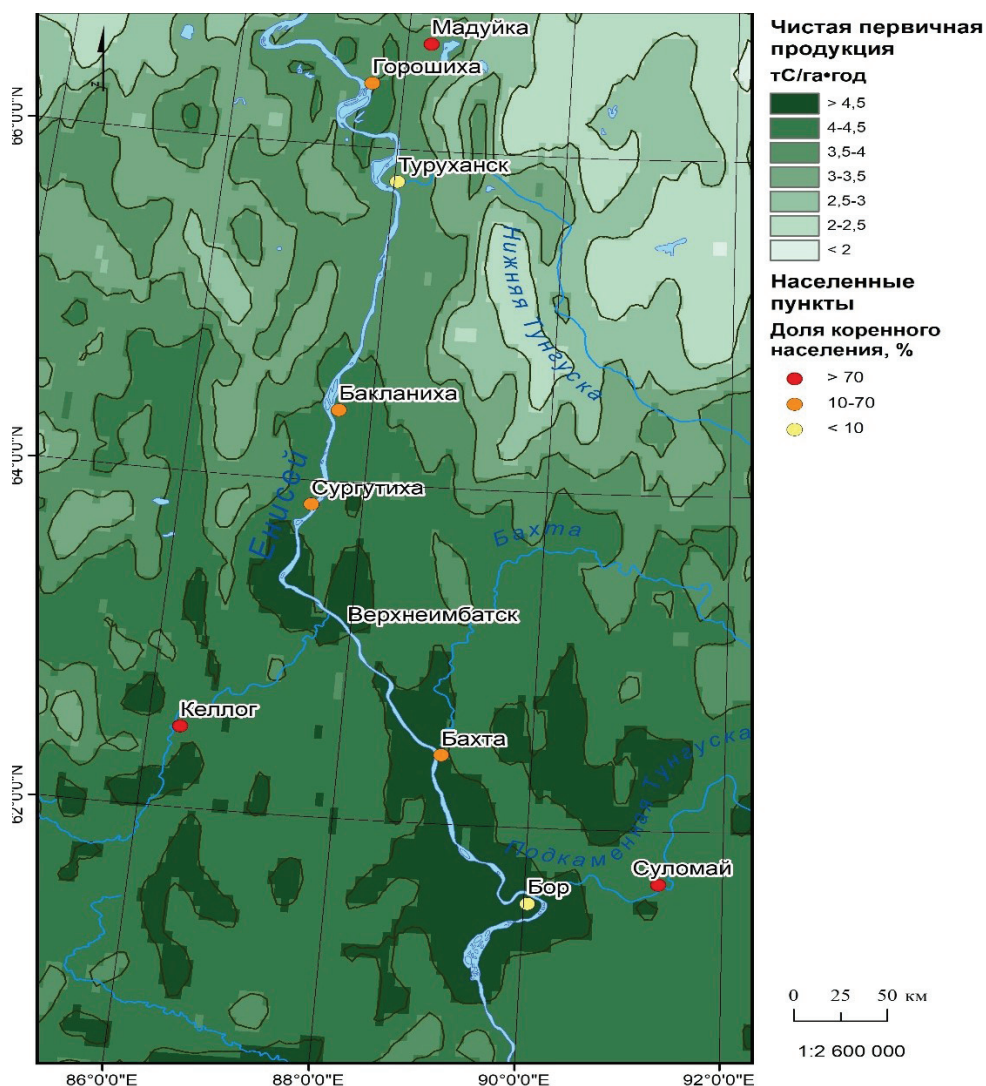 Мадуйка
Горошиха
Туруханск
Нижняя Тунгуска
Бакланиха
Енисей
Сургутиха
Бахта
Верхнеимбатск
Келлог
Бахта
Подкаменная Тунгуска
Суломай
Бор
66°0'0"N
64°0'0"N
62°0'0"N
86°0'0"E
88°0'0"E
90°0'0"E
92°0'0"E
Чистая первичная
продукция
тС/га•год
> 4,5
4-4,5
3,5-4
3-3,5
2,5-3
2-2,5
< 2
Населенные
пункты
Доля коренного
населения, %
> 70
10-70
< 10
0 25 50 км
1:2 600 000